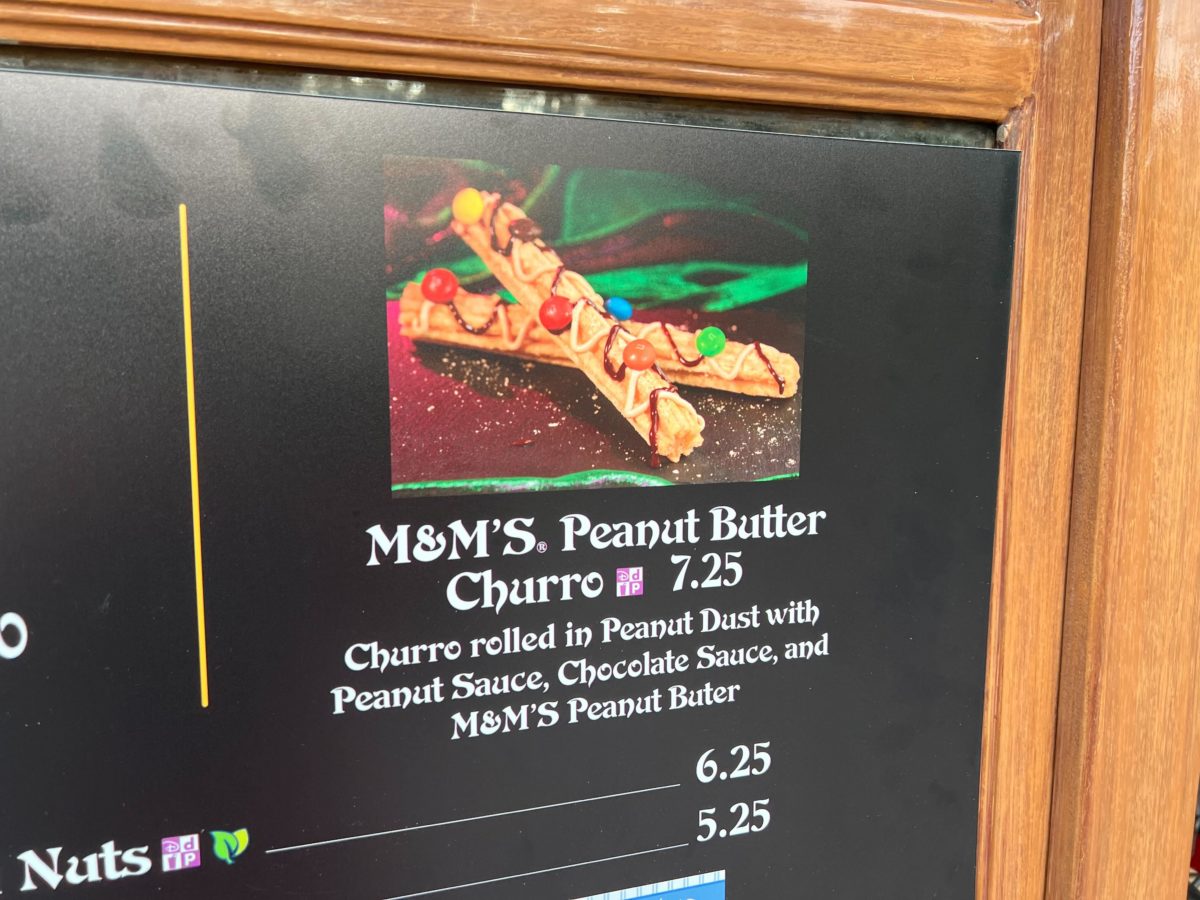 M&M'S® Peanut Butter
Churro 7.25
Churro rolled in Peanut Dust with
Peanut Sauce, Chocolate Sauce, and
M&M'S Peanut Buter
6.25
Nuts
5.25